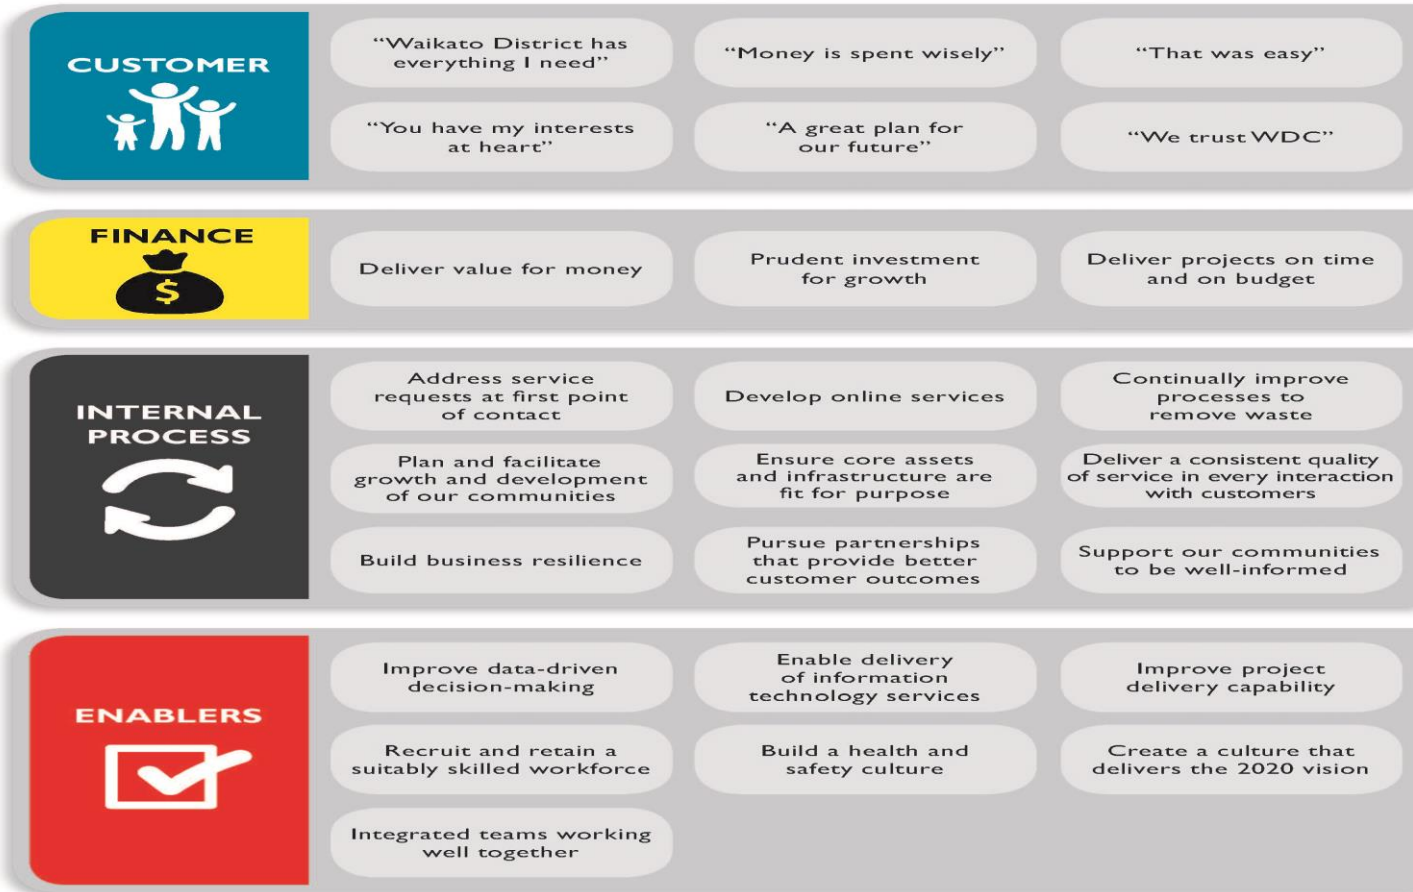 CUSTOMER
“Waikato District has
everything I need”
“Money is spent wisely”
“That was easy”
“You have my interests
at heart”
“A great plan for
our future”
“We trust WDC”
FINANCE
$
Deliver value for money
Prudent investment
for growth
Deliver projects on time
and on budget
INTERNAL
PROCESS
Address service
requests at first point
of contact
Develop online services
Continually improve
processes to
remove waste
Plan and facilitate
growth and development
of our communities
Ensure core assets
and infrastructure are
fit for purpose
Deliver a consistent quality
of service in every interaction
with customers
Build business resilience
Pursue partnerships
that provide better
customer outcomes
Support our communities
to be well-informed
ENABLERS
Improve data-driven
decision-making
Enable delivery
of information
technology services
Improve project
delivery capability
Recruit and retain a
suitably skilled workforce
Build a health and
safety culture
Create a culture that
delivers the 2020 vision
Integrated teams working
well together